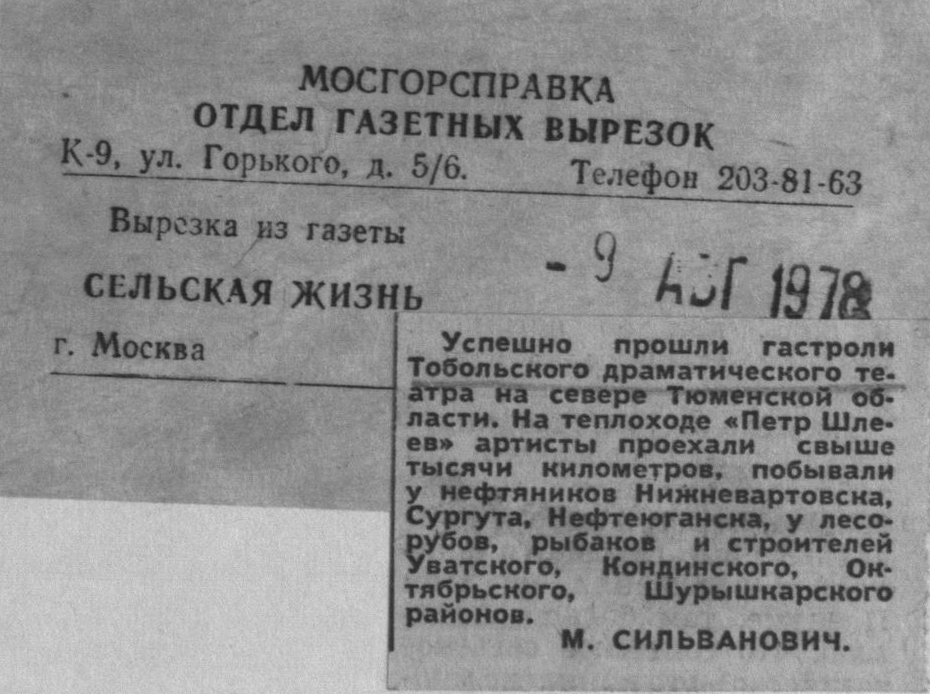 МОСГОРСПРАВКА
ОТДЕЛ ГАЗЕТНЫХ ВЫРЕЗОК
К-9, ул. Горького, д. 5/6. Телефон 203-81-63
Вырезка из газеты
- 9 АВГ 1978
СЕЛЬСКАЯ ЖИЗНЬ
г. Москва
Успешно прошли гастроли
Тобольского драматического те-
атра на севере Тюменской об-
ласти. На теплоходе «Петр Шле-
ев» артисты проехали свыше
тысячи километров, побывали
у нефтяников Нижневартовска,
Сургута, Нефтеюганска, у лесо-
рубов, рыбаков и строителей
Уватского, Кондинского, Ок-
тябрьского, Шурышкарского
районов.
М. СИЛЬВАНОВИЧ.